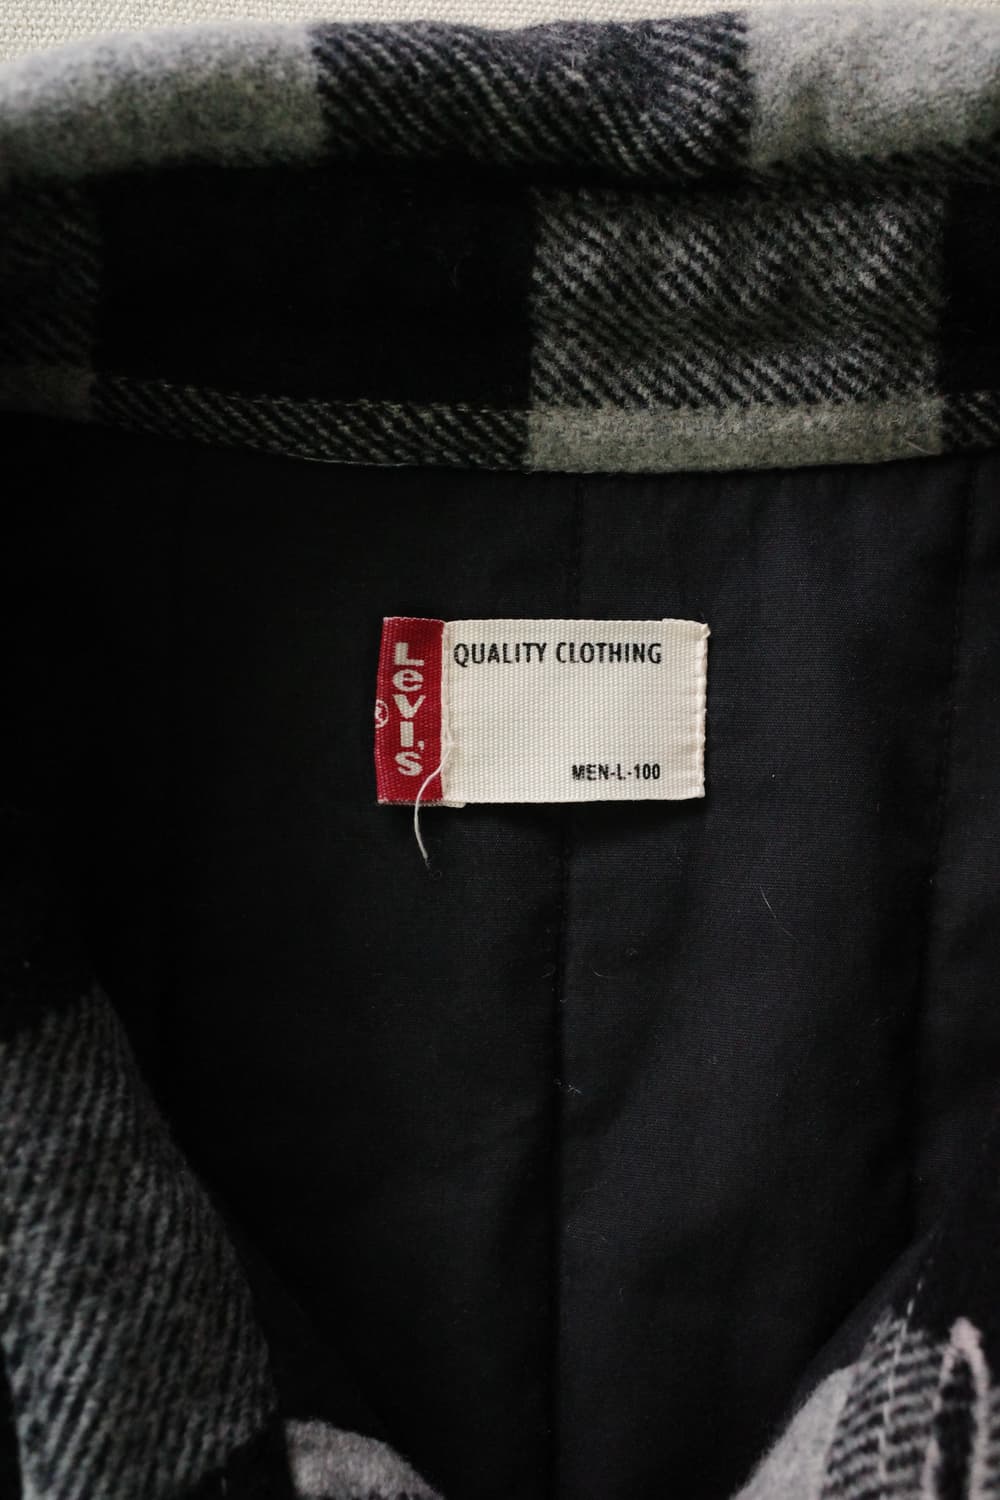 Levi's
®
QUALITY CLOTHING
MEN-L-100